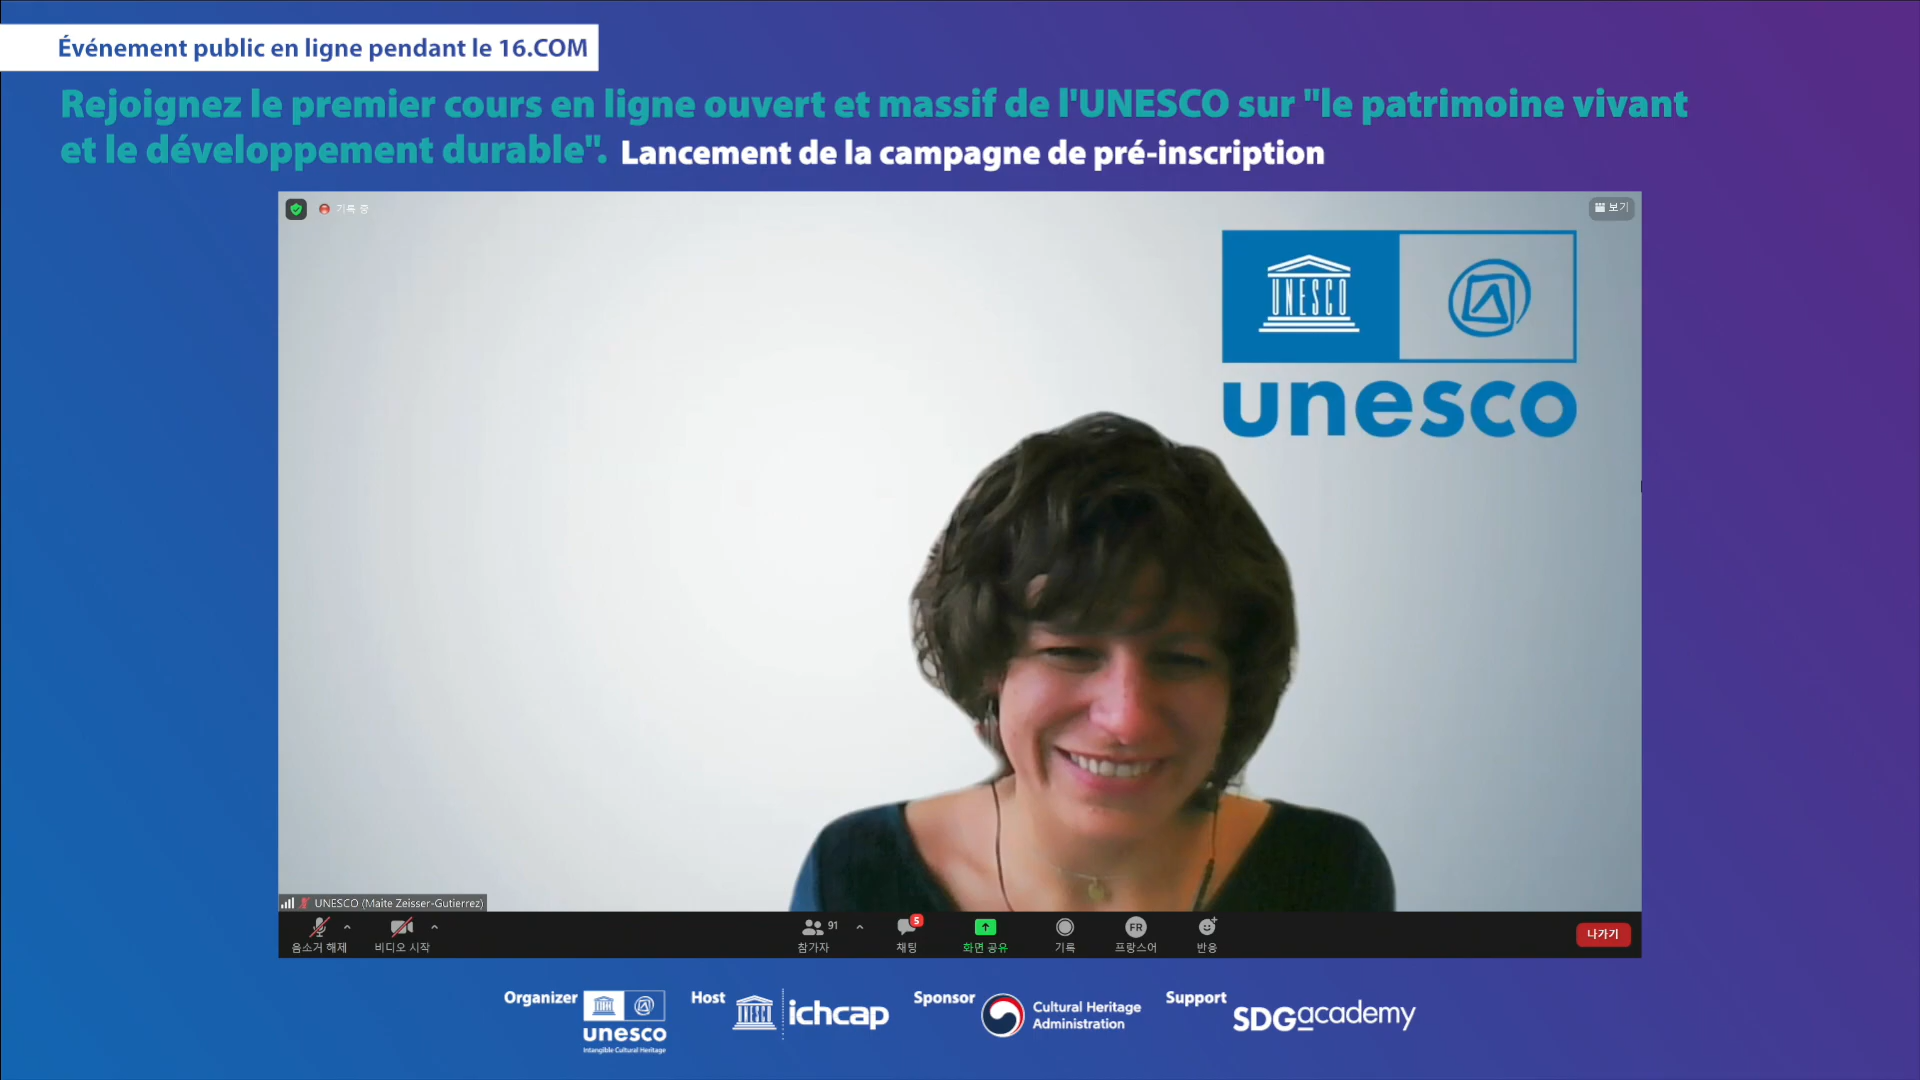 Événement public en ligne pendant le 16.COM
Rejoignez le premier cours en ligne ouvert et massif de l'UNESCO sur "le patrimoine vivant
et le développement durable". Lancement de la campagne de pré-inscription
기록 중
보기
UNESCO
unesco
UNESCO (Maite Zeisser-Gutierrez)
음소거 해제
비디오 시작
91
참가자
5
채팅
화면 공유
기록
FR
프랑스어
반응
나가기
Organizer
unesco
Intangible Cultural Heritage
Host
UNESCO
ichcap
Sponsor
Cultural Heritage
Administration
Support
SDGacademy